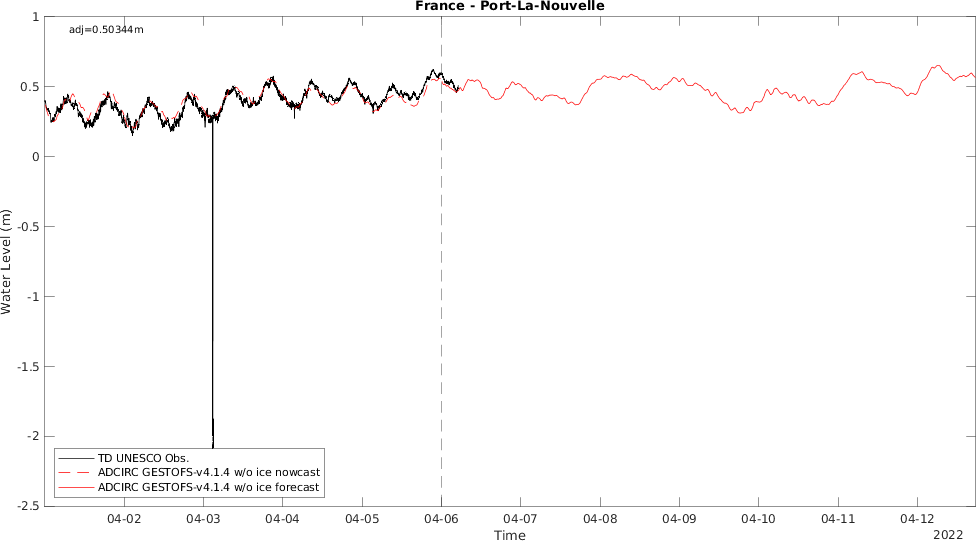 France - Port-La-Nouvelle
adj=0.50344m
1
0.5
0
-0.5
-1
-1.5
-2
-2.5
Water Level (m)
TD UNESCO Obs.
ADCIRC GESTOFS-v4.1.4 w/o ice nowcast
ADCIRC GESTOFS-v4.1.4 w/o ice forecast
04-02 04-03 04-04 04-05 04-06 04-07 04-08 04-09 04-10 04-11 04-12
Time
2022